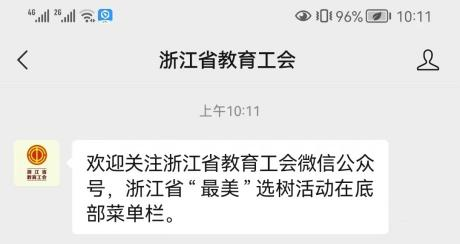 4G 2G 96% 10:11
浙江省教育工会
上午10:11
欢迎关注浙江省教育工会微信公众
号，浙江省“最美”选树活动在底
部菜单栏。
浙江省
教育工会